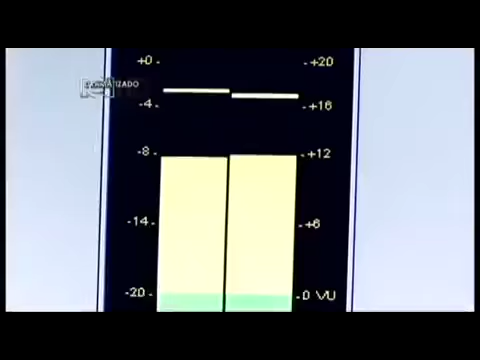 +0 - - +20
-4 - - +16
-8 - - +12
-14 - - +6
-20 - - 0 VU